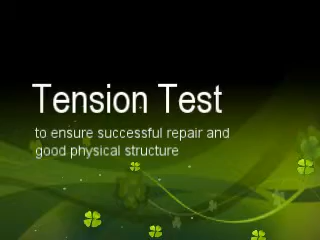 Tension Test
to ensure successful repair and
good physical structure